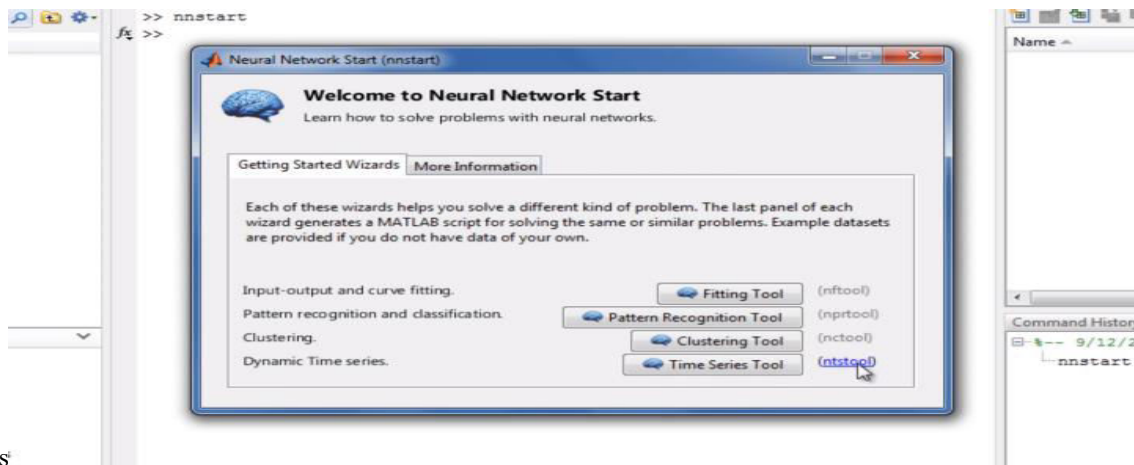 >> nnstart
fx >>
Name
Neural Network Start (nnstart)
Welcome to Neural Network Start
Learn how to solve problems with neural networks.
Getting Started Wizards
More Information
Each of these wizards helps you solve a different kind of problem. The last panel of each
wizard generates a MATLAB script for solving the same or similar problems. Example datasets
are provided if you do not have data of your own.
Input-output and curve fitting. Fitting Tool (nftool)
Pattern recognition and classification. Pattern Recognition Tool (nprtool)
Clustering. Clustering Tool (nctool)
Dynamic Time series. Time Series Tool (ntstool)
Command History
%-- 9/12/2
nnstart
s